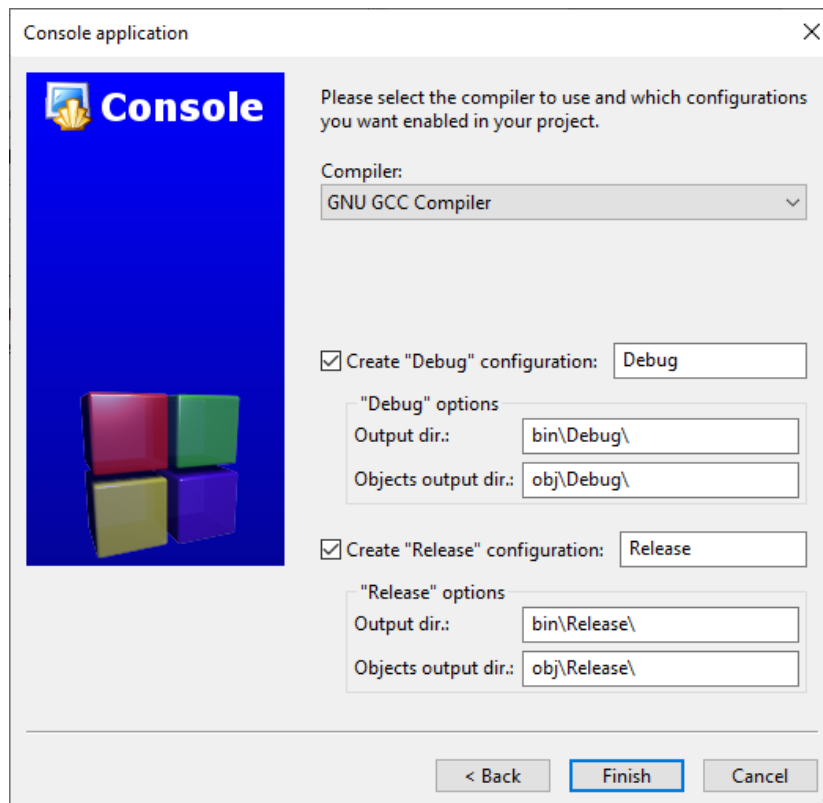 Console application
Console
Please select the compiler to use and which configurations
you want enabled in your project.
Compiler:
GNU GCC Compiler
Create "Debug" configuration: Debug
"Debug" options
Output dir.: bin\Debug\
Objects output dir.: obj\Debug\
Create "Release" configuration: Release
"Release" options
Output dir.: bin\Release\
Objects output dir.: obj\Release\
< Back Finish Cancel